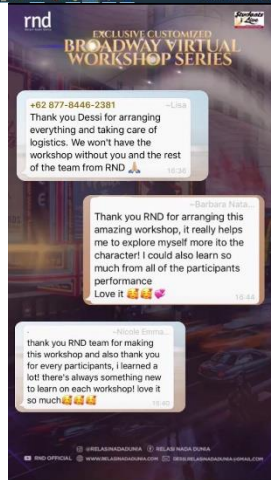 rnd
Students
Live
EXCLUSIVE CUSTOMIZED
BROADWAY VIRTUAL
WORKSHOP SERIES
+62 877-8446-2381 ~Lisa
Thank you Dessi for arranging
everything and taking care of
logistics. We won't have the
workshop without you and the rest
of the team from RND 🙏
16:36
~Barbara Nata...
Thank you RND for arranging this
amazing workshop, it really helps
me to explore myself more ito the
character! I could also learn so
much from all of the participants
performance
Love it 🥰🥰💞
16:44
~Nicole Emma...
thank you RND team for making
this workshop and also thank you
for every participants, i learned a
lot! there's always something new
to learn on each workshop! love it
so much🥰🥰🥰
15:40
@RELASINADADUNIA RELASI NADA DUNIA
RND OFFICIAL WWW.RELASINADADUNIA.COM